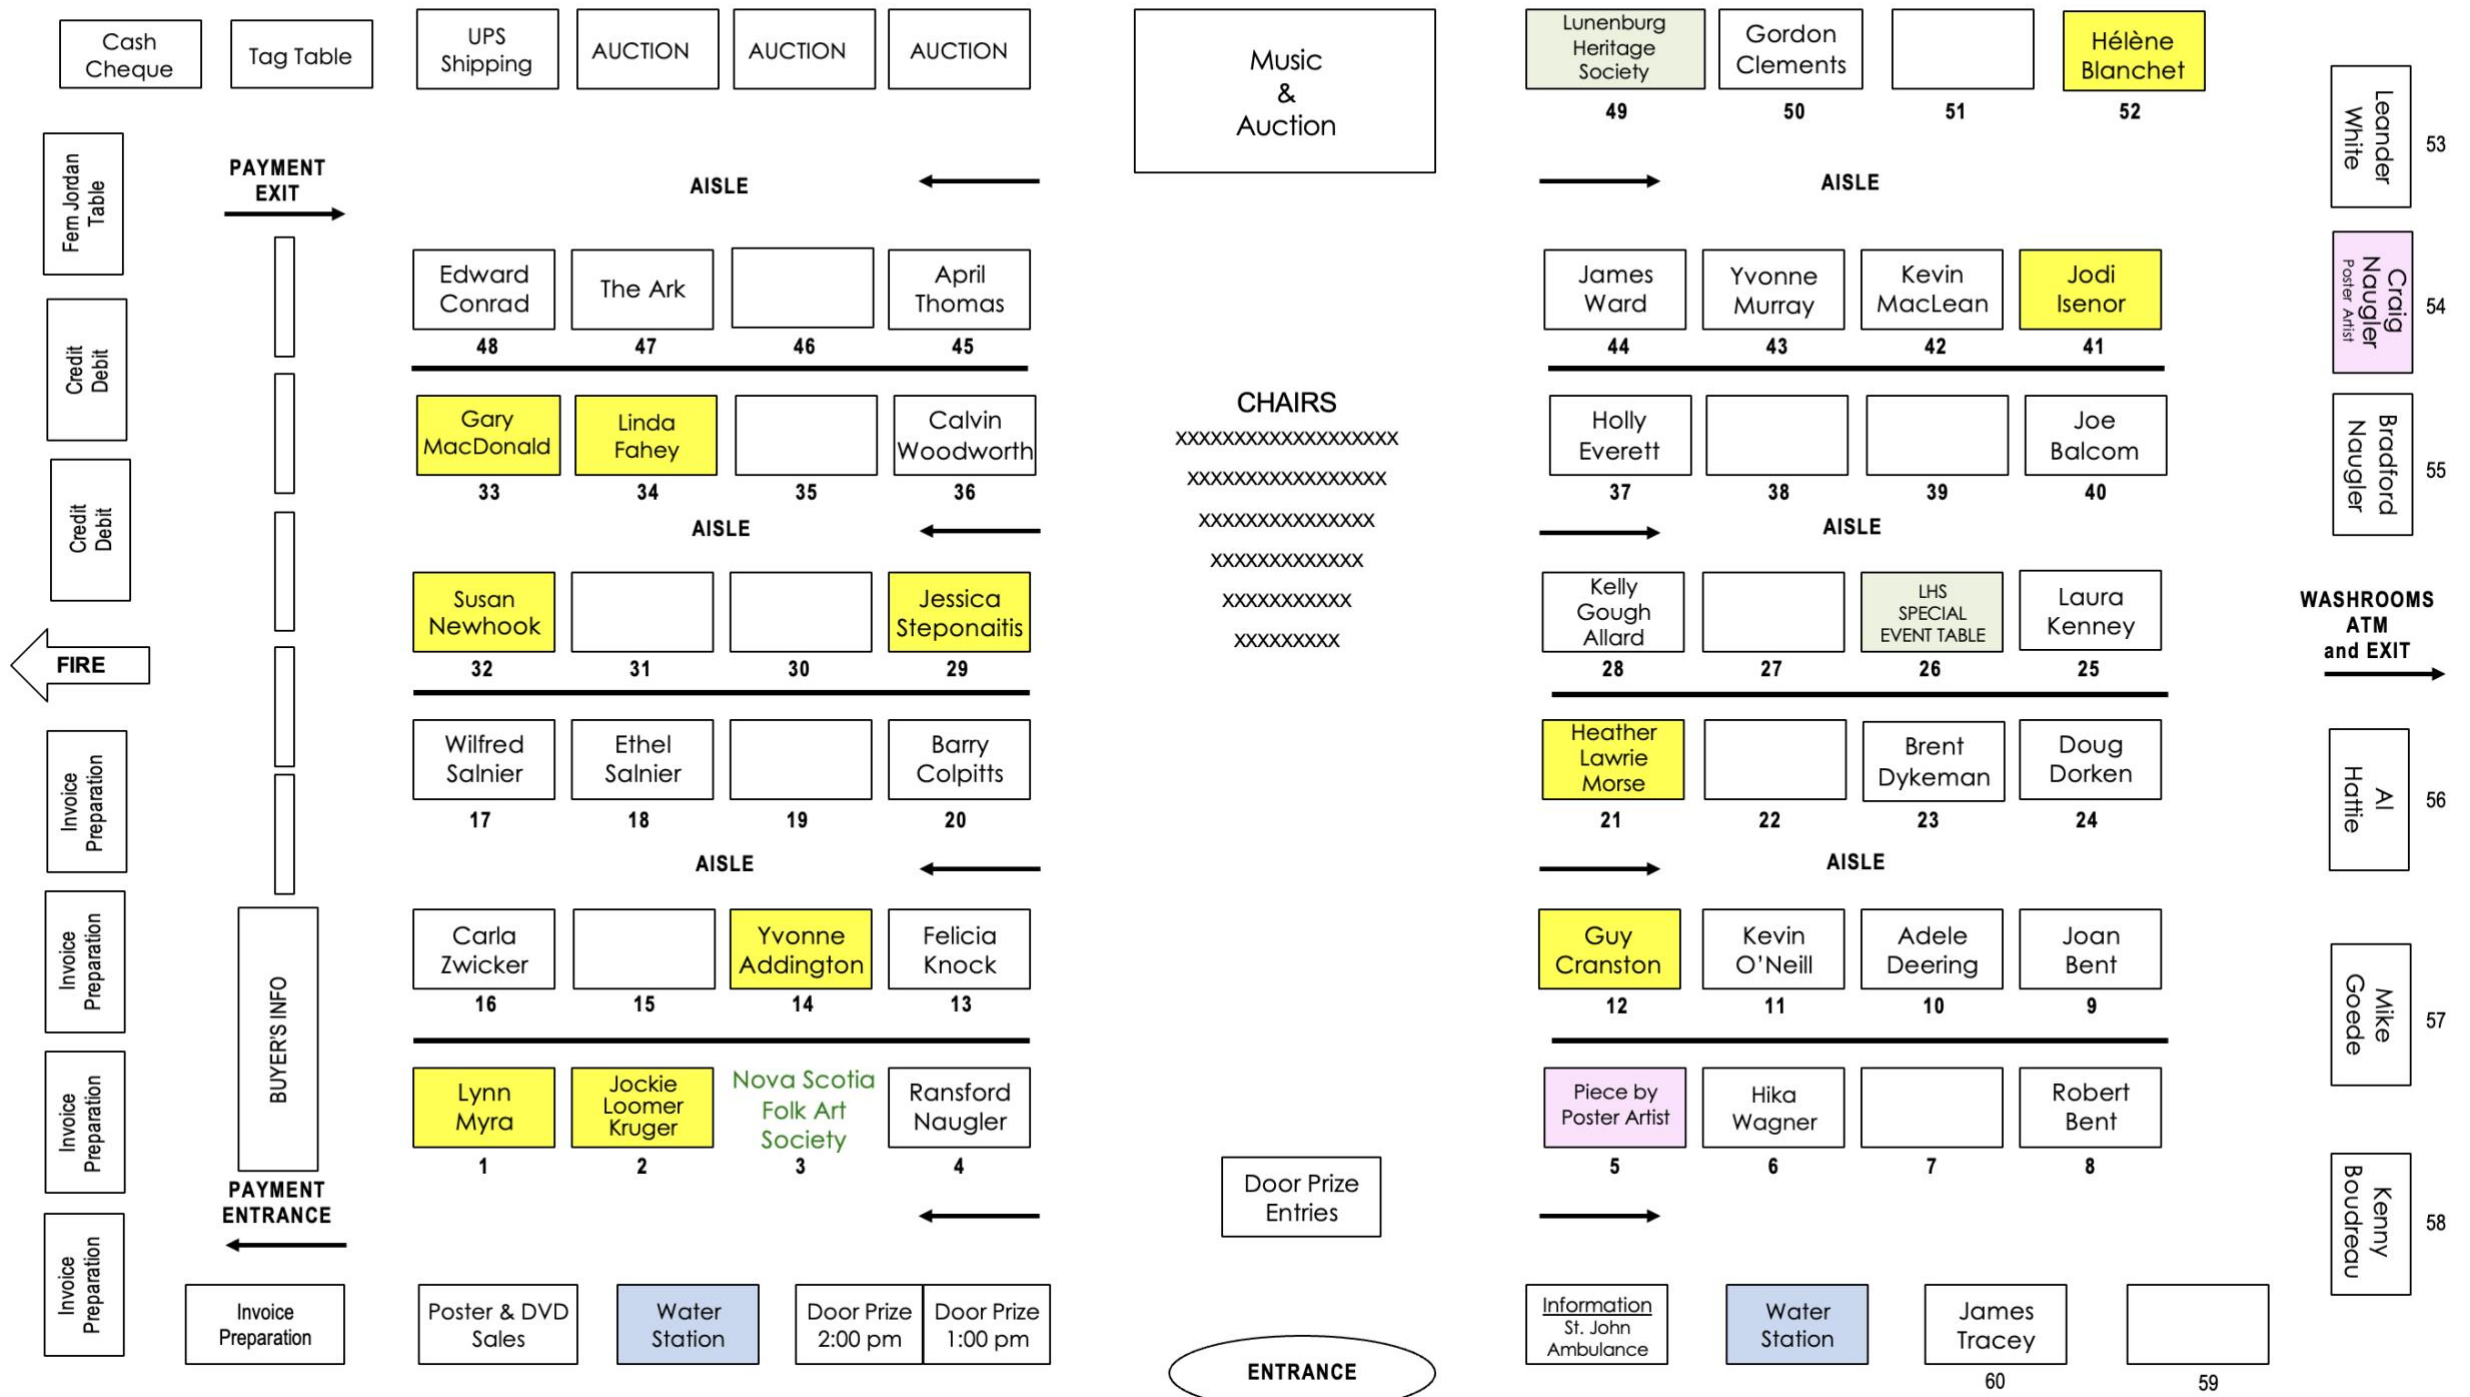 Cash
Cheque
Tag Table
UPS
Shipping
AUCTION
AUCTION
AUCTION
Music
&
Auction
Lunenburg
Heritage
Society
49
Gordon
Clements
50
51
Hélène
Blanchet
52
Leander
White
53
Fern Jordan
Table
PAYMENT
EXIT
AISLE
AISLE
Craig
Naugler
Poster Artist
54
Edward
Conrad
48
The Ark
47
46
April
Thomas
45
James
Ward
44
Yvonne
Murray
43
Kevin
MacLean
42
Jodi
Isenor
41
Credit
Debit
Gary
MacDonald
33
Linda
Fahey
34
35
Calvin
Woodworth
36
CHAIRS
xxxxxxxxxxxxxxxxxxx
xxxxxxxxxxxxxxxxx
xxxxxxxxxxxxxxx
xxxxxxxxxxxxx
xxxxxxxxxxx
xxxxxxxxx
Holly
Everett
37
38
39
Joe
Balcom
40
Bradford
Naugler
55
Credit
Debit
AISLE
AISLE
Susan
Newhook
32
31
30
Jessica
Steponaitis
29
Kelly
Gough
Allard
28
27
LHS
SPECIAL
EVENT TABLE
26
Laura
Kenney
25
WASHROOMS
ATM
and EXIT
FIRE
Wilfred
Salnier
17
Ethel
Salnier
18
19
Barry
Colpitts
20
Heather
Lawrie
Morse
21
22
Brent
Dykeman
23
Doug
Dorken
24
Al
Hattie
56
Invoice
Preparation
AISLE
AISLE
Invoice
Preparation
Carla
Zwicker
16
15
Yvonne
Addington
14
Felicia
Knock
13
Guy
Cranston
12
Kevin
O'Neill
11
Adele
Deering
10
Joan
Bent
9
Mike
Goede
57
BUYER'S INFO
Invoice
Preparation
Lynn
Myra
1
Jockie
Loomer
Kruger
2
Nova Scotia
Folk Art
Society
3
Ransford
Naugler
4
Piece by
Poster Artist
5
Hika
Wagner
6
7
Robert
Bent
8
Kenny
Boudreau
58
PAYMENT
ENTRANCE
Door Prize
Entries
Invoice
Preparation
Invoice
Preparation
Poster & DVD
Sales
Water
Station
Door Prize
2:00 pm
Door Prize
1:00 pm
ENTRANCE
Information
St. John
Ambulance
Water
Station
James
Tracey
60
59